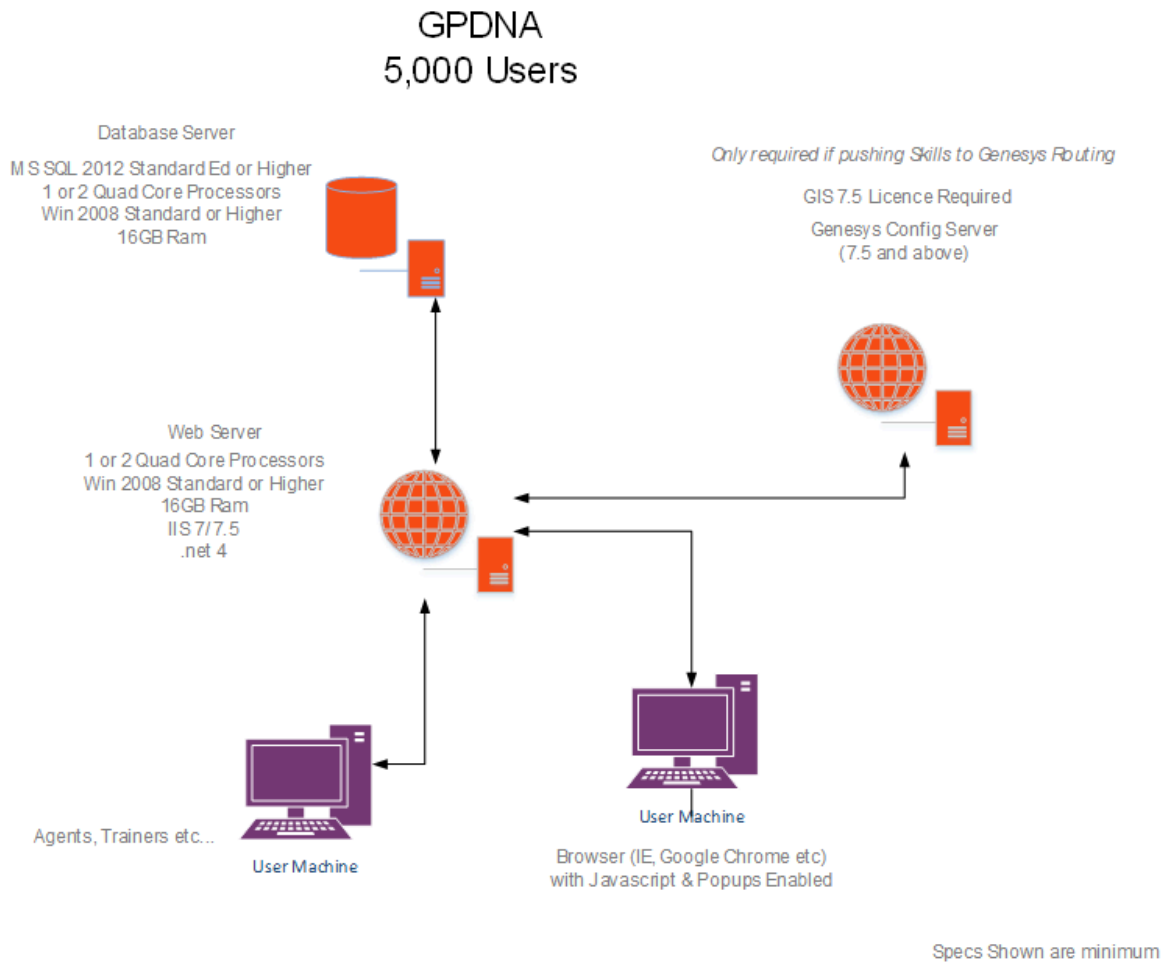 GPDNA
5,000 Users
Database Server
MS SQL 2012 Standard Ed or Higher
1 or 2 Quad Core Processors
Win 2008 Standard or Higher
16GB Ram
Only required if pushing Skills to Genesys Routing
GIS 7.5 Licence Required
Genesys Config Server
(7.5 and above)
Web Server
1 or 2 Quad Core Processors
Win 2008 Standard or Higher
16GB Ram
IIS 7/7.5
.net 4
Agents, Trainers etc...
User Machine
User Machine
Browser (IE, Google Chrome etc)
with Javascript & Popups Enabled
Specs Shown are minimum